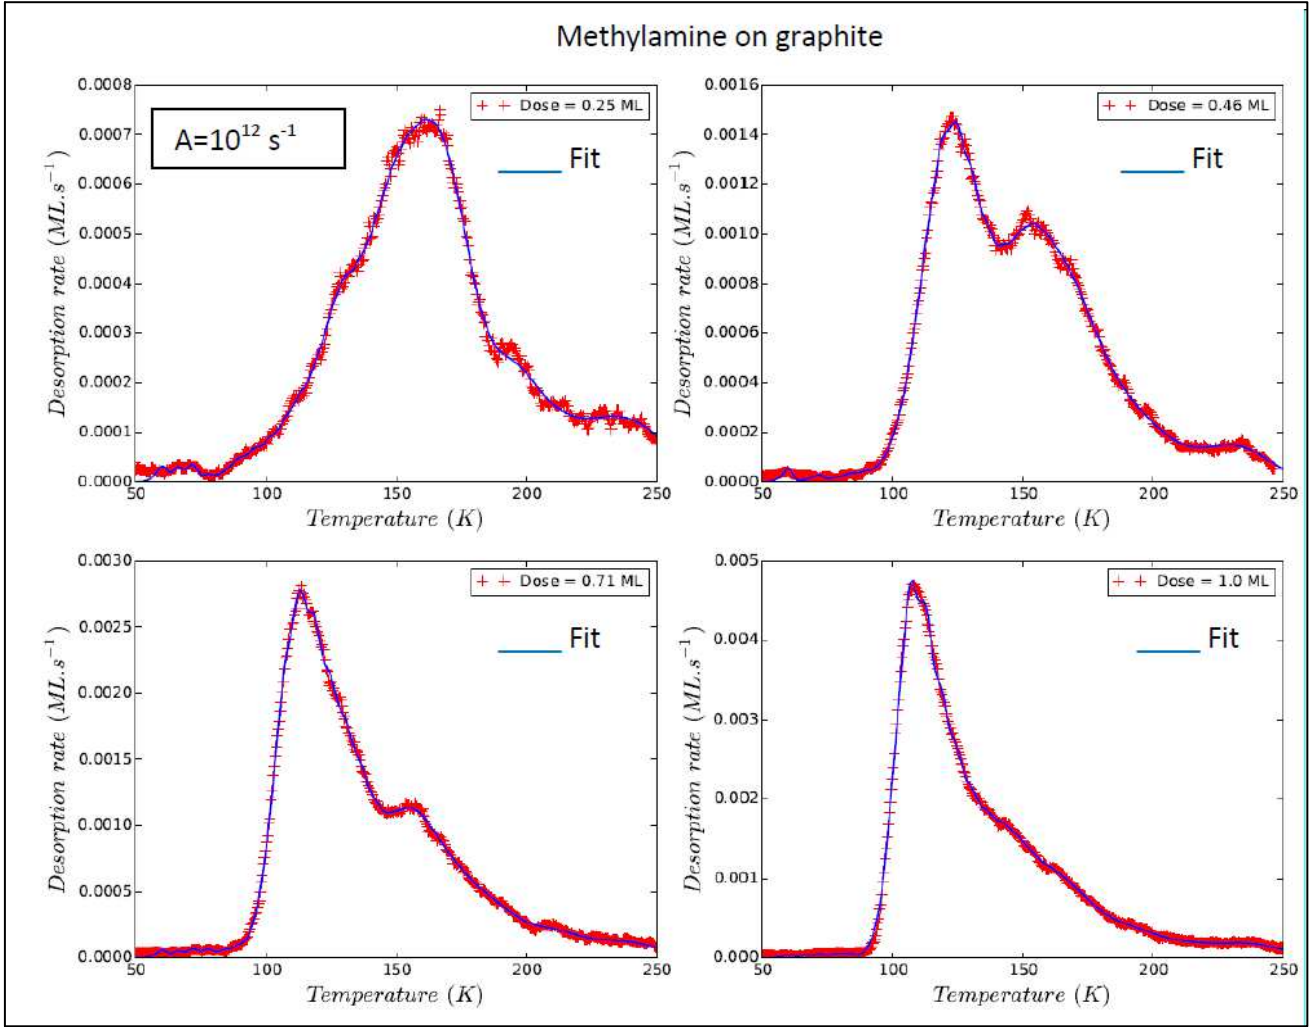 Methylamine on graphite
0.0008
0.0007
0.0006
0.0005
0.0004
0.0003
0.0002
0.0001
0.0000
Desorption rate (ML.s⁻¹)
A=10¹² s⁻¹
+ + Dose = 0.25 ML
Fit
50 100 150 200 250
Temperature (K)
0.0016
0.0014
0.0012
0.0010
0.0008
0.0006
0.0004
0.0002
0.0000
Desorption rate (ML.s⁻¹)
+ + Dose = 0.46 ML
Fit
50 100 150 200 250
Temperature (K)
0.0030
0.0025
0.0020
0.0015
0.0010
0.0005
0.0000
Desorption rate (ML.s⁻¹)
+ + Dose = 0.71 ML
Fit
50 100 150 200 250
Temperature (K)
0.005
0.004
0.003
0.002
0.001
0.000
Desorption rate (ML.s⁻¹)
+ + Dose = 1.0 ML
Fit
50 100 150 200 250
Temperature (K)